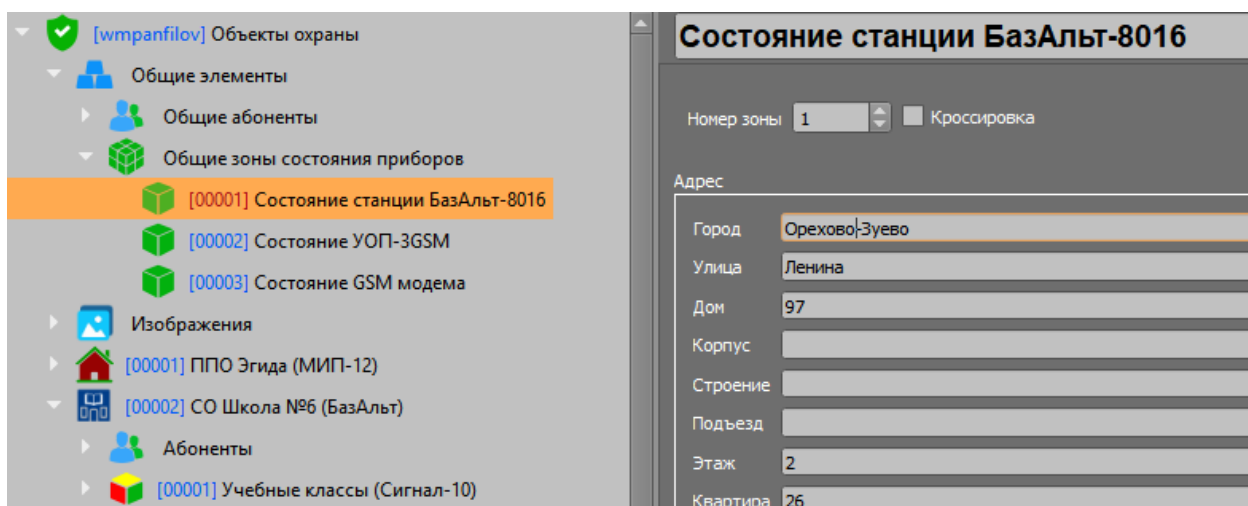 [wmpanfilov] Объекты охраны
Общие элементы
Общие абоненты
Общие зоны состояния приборов
[00001] Состояние станции БазАльт-8016
[00002] Состояние УОП-3GSM
[00003] Состояние GSM модема
Изображения
[00001] ППО Эгида (МИП-12)
[00002] СО Школа №6 (БазАльт)
Абоненты
[00001] Учебные классы (Сигнал-10)
Состояние станции БазАльт-8016
Номер зоны 1 Кроссировка
Адрес
Город Орехово-Зуево
Улица Ленина
Дом 97
Корпус
Строение
Подъезд
Этаж 2
Квартира 26